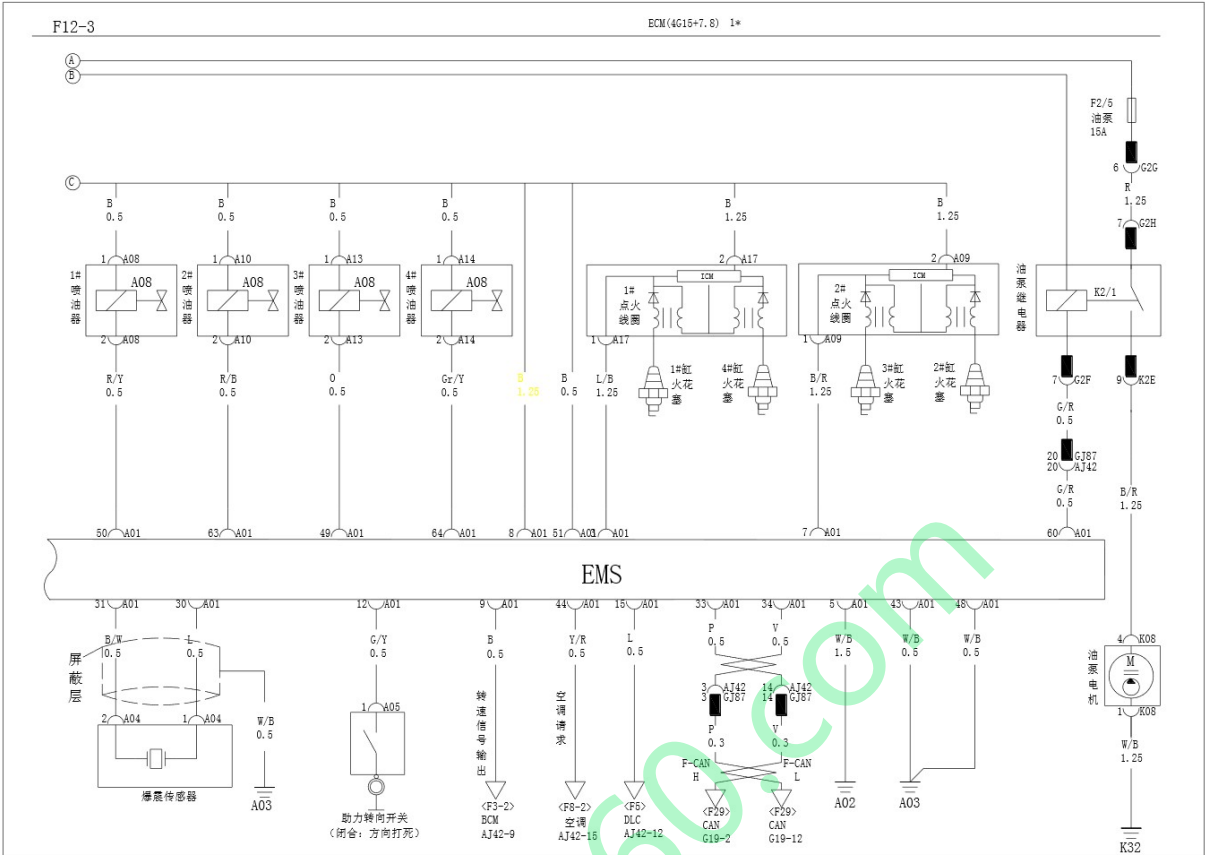 F12-3
ECM(4G15+7.8) 1*
A
B
F2/5
油泵
15A
6 G2G
R
1.25
7 G2H
C
B
0.5
B
0.5
B
0.5
B
0.5
B
1.25
B
1.25
1 A08
1 A10
1 A13
1 A14
2 A17
2 A09
1#喷油器
A08
2#喷油器
A08
3#喷油器
A08
4#喷油器
A08
1#
点火
线圈
ICM
2#
点火
线圈
ICM
油泵继电器
K2/1
2 A08
2 A10
2 A13
2 A14
1 A17
1 A09
R/Y
0.5
R/B
0.5
O
0.5
Gr/Y
0.5
B
1.25
B
0.5
L/B
1.25
1#缸
火花
塞
4#缸
火花
塞
B/R
1.25
3#缸
火花
塞
2#缸
火花
塞
7 G2F
9 K2E
G/R
0.5
20 GJ87
20 AJ42
G/R
0.5
B/R
1.25
50 A01
63 A01
49 A01
64 A01
8 A01
51 A01
A01
7 A01
60 A01
EMS
31 A01
30 A01
12 A01
9 A01
44 A01
15 A01
33 A01
34 A01
5 A01
43 A01
48 A01
B/W
0.5
L
0.5
G/Y
0.5
B
0.5
Y/R
0.5
L
0.5
P
0.5
V
0.5
W/B
1.5
W/B
0.5
W/B
0.5
屏蔽层
W/B
0.5
2 A04
1 A04
爆震传感器
A03
1 A05
助力转向开关
(闭合：方向打死)
转速信号输出
空调请求
3 AJ42
3 GJ87
14 AJ42
14 GJ87
P
0.3
V
0.3
F-CAN
H
F-CAN
L
<F3-2>
BCM
AJ42-9
<F8-2>
空调
AJ42-15
<F5>
DLC
AJ42-12
<F29>
CAN
G19-2
<F29>
CAN
G19-12
A02
A03
4 K08
油泵电机
M
1 K08
W/B
1.25
K32
60.com